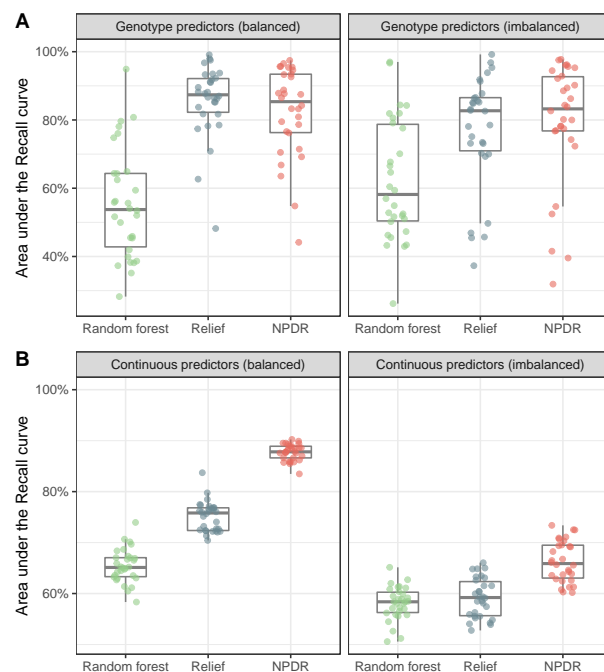 A
Genotype predictors (balanced)
Genotype predictors (imbalanced)
Area under the Recall curve
100%
80%
60%
40%
Random forest
Relief
NPDR
Random forest
Relief
NPDR
B
Continuous predictors (balanced)
Continuous predictors (imbalanced)
Area under the Recall curve
100%
80%
60%
Random forest
Relief
NPDR
Random forest
Relief
NPDR